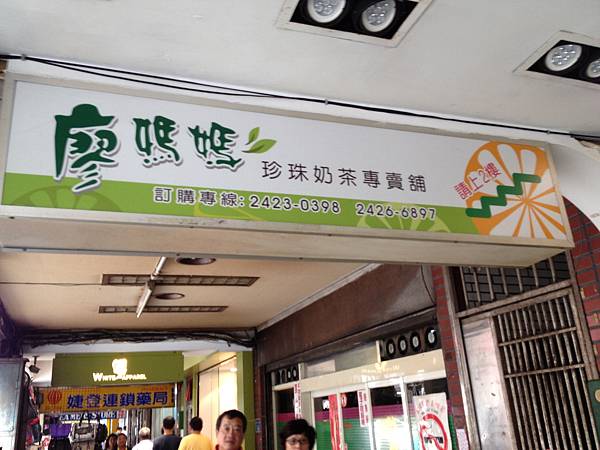 廖媽媽 珍珠奶茶專賣舖
訂購專線:2423-0398 2426-6897
請上2樓
WHITE APPAREL
婕登連鎖藥局